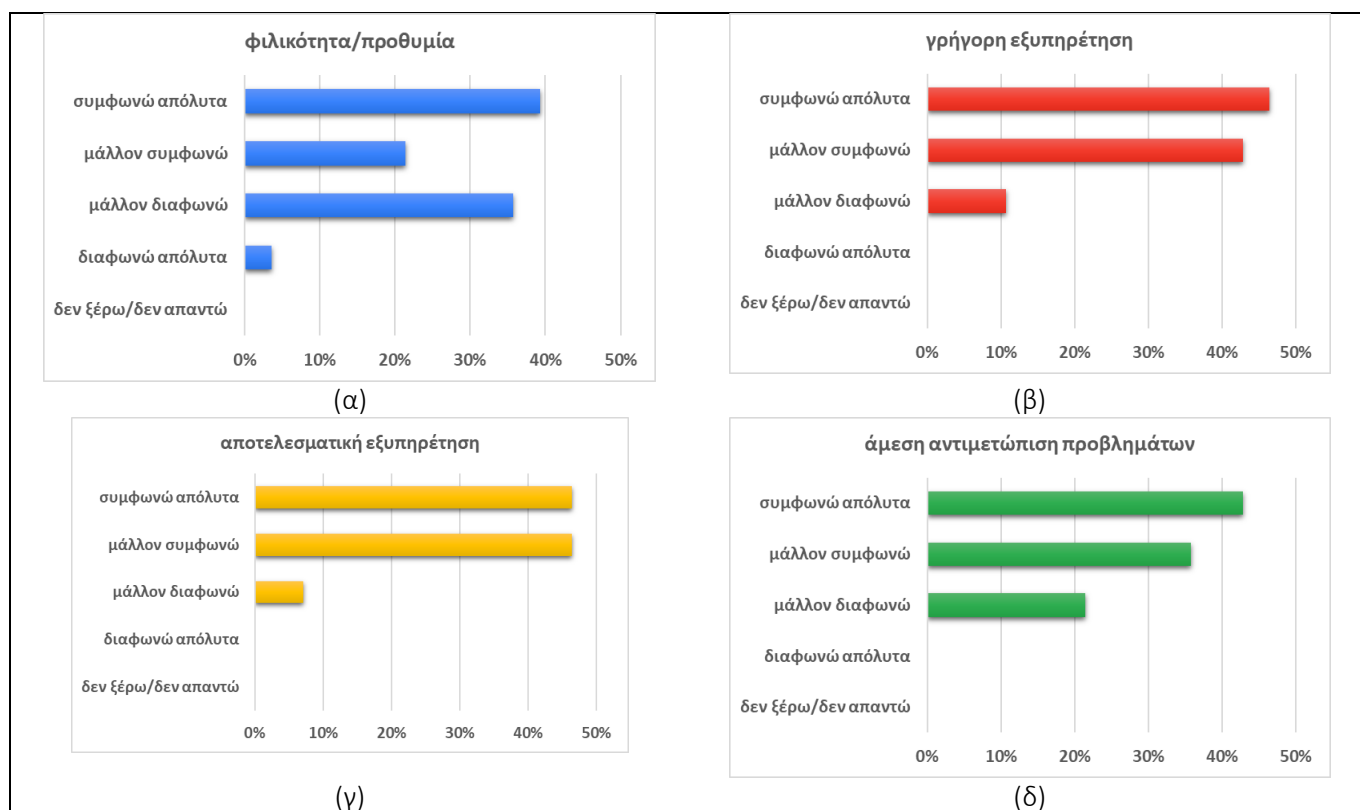 φιλικότητα/προθυμία
συμφωνώ απόλυτα
μάλλον συμφωνώ
μάλλον διαφωνώ
διαφωνώ απόλυτα
δεν ξέρω/δεν απαντώ
0% 10% 20% 30% 40% 50%
(α)
γρήγορη εξυπηρέτηση
συμφωνώ απόλυτα
μάλλον συμφωνώ
μάλλον διαφωνώ
διαφωνώ απόλυτα
δεν ξέρω/δεν απαντώ
0% 10% 20% 30% 40% 50%
(β)
αποτελεσματική εξυπηρέτηση
συμφωνώ απόλυτα
μάλλον συμφωνώ
μάλλον διαφωνώ
διαφωνώ απόλυτα
δεν ξέρω/δεν απαντώ
0% 10% 20% 30% 40% 50%
(γ)
άμεση αντιμετώπιση προβλημάτων
συμφωνώ απόλυτα
μάλλον συμφωνώ
μάλλον διαφωνώ
διαφωνώ απόλυτα
δεν ξέρω/δεν απαντώ
0% 10% 20% 30% 40% 50%
(δ)